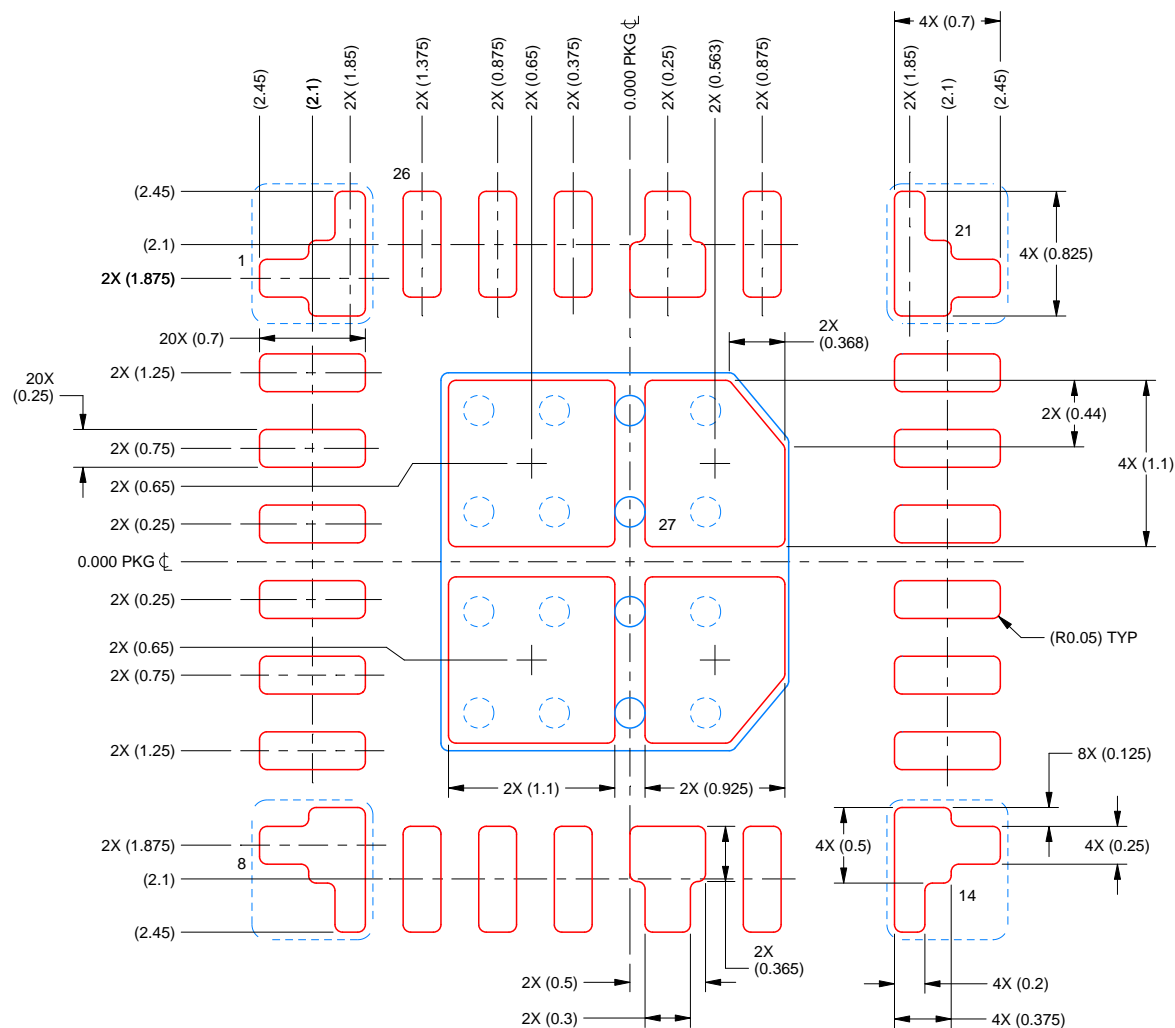 4X (0.7)
(2.45)
(2.1)
2X (1.85)
2X (1.375)
2X (0.875)
2X (0.65)
2X (0.375)
0.000 PKG ℄
2X (0.25)
2X (0.563)
2X (0.875)
2X (1.85)
(2.1)
(2.45)
26
(2.45)
(2.1)
1
2X (1.875)
21
4X (0.825)
20X (0.7)
2X
(0.368)
2X (1.25)
20X
(0.25)
2X (0.44)
2X (0.75)
4X (1.1)
2X (0.65)
2X (0.25)
27
0.000 PKG ℄
2X (0.25)
(R0.05) TYP
2X (0.65)
2X (0.75)
2X (1.25)
8X (0.125)
2X (1.1)
2X (0.925)
2X (1.875)
4X (0.5)
4X (0.25)
8
(2.1)
14
(2.45)
2X
(0.365)
2X (0.5)
4X (0.2)
2X (0.3)
4X (0.375)